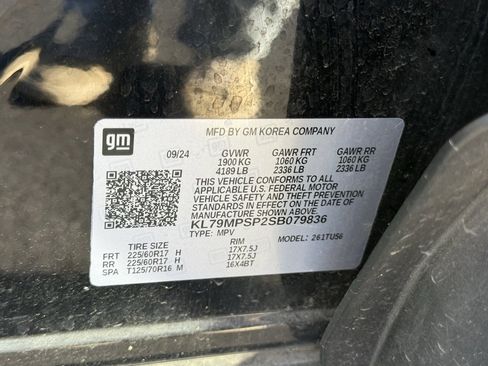 gm
MFD BY GM KOREA COMPANY
09/24 GVWR GAWR FRT GAWR RR
1900 KG 1060 KG 1060 KG
4189 LB 2336 LB 2336 LB
THIS VEHICLE CONFORMS TO ALL
APPLICABLE U.S. FEDERAL MOTOR
VEHICLE SAFETY AND THEFT
PREVENTION STANDARDS IN EFFECT
ON THE DATE OF MANUFACTURE
SHOWN ABOVE.
KL79MPSP2SB079836
TYPE: MPV MODEL: 261TU56
TIRE SIZE RIM
FRT 225/60R17 H 17X7.5J
RR 225/60R17 H 17X7.5J
SPA T125/70R16 M 16X4BT